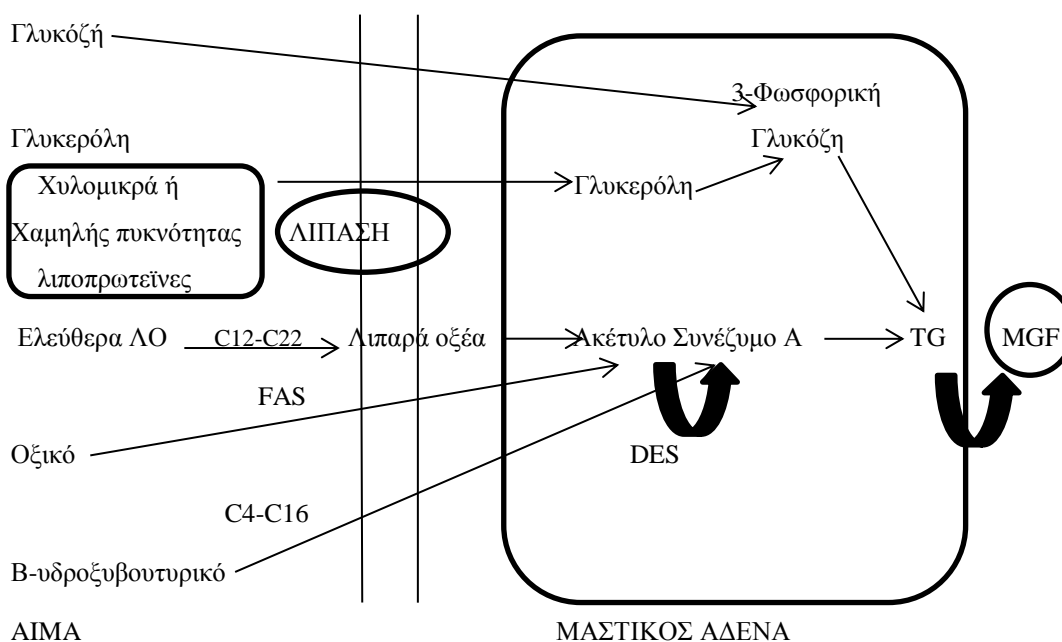 Γλυκόζή
3-Φωσφορική
Γλυκερόλη
Γλυκόζη
Χυλομικρά ή
Γλυκερόλη
Χαμηλής πυκνότητας
ΛΙΠΑΣΗ
λιποπρωτεϊνες
Ελεύθερα ΛΟ
C12-C22
Λιπαρά οξέα
Ακέτυλο Συνέζυμο Α
TG
MGF
FAS
Οξικό
DES
C4-C16
Β-υδροξυβουτυρικό
ΑΙΜΑ
ΜΑΣΤΙΚΟΣ ΑΔΕΝΑ